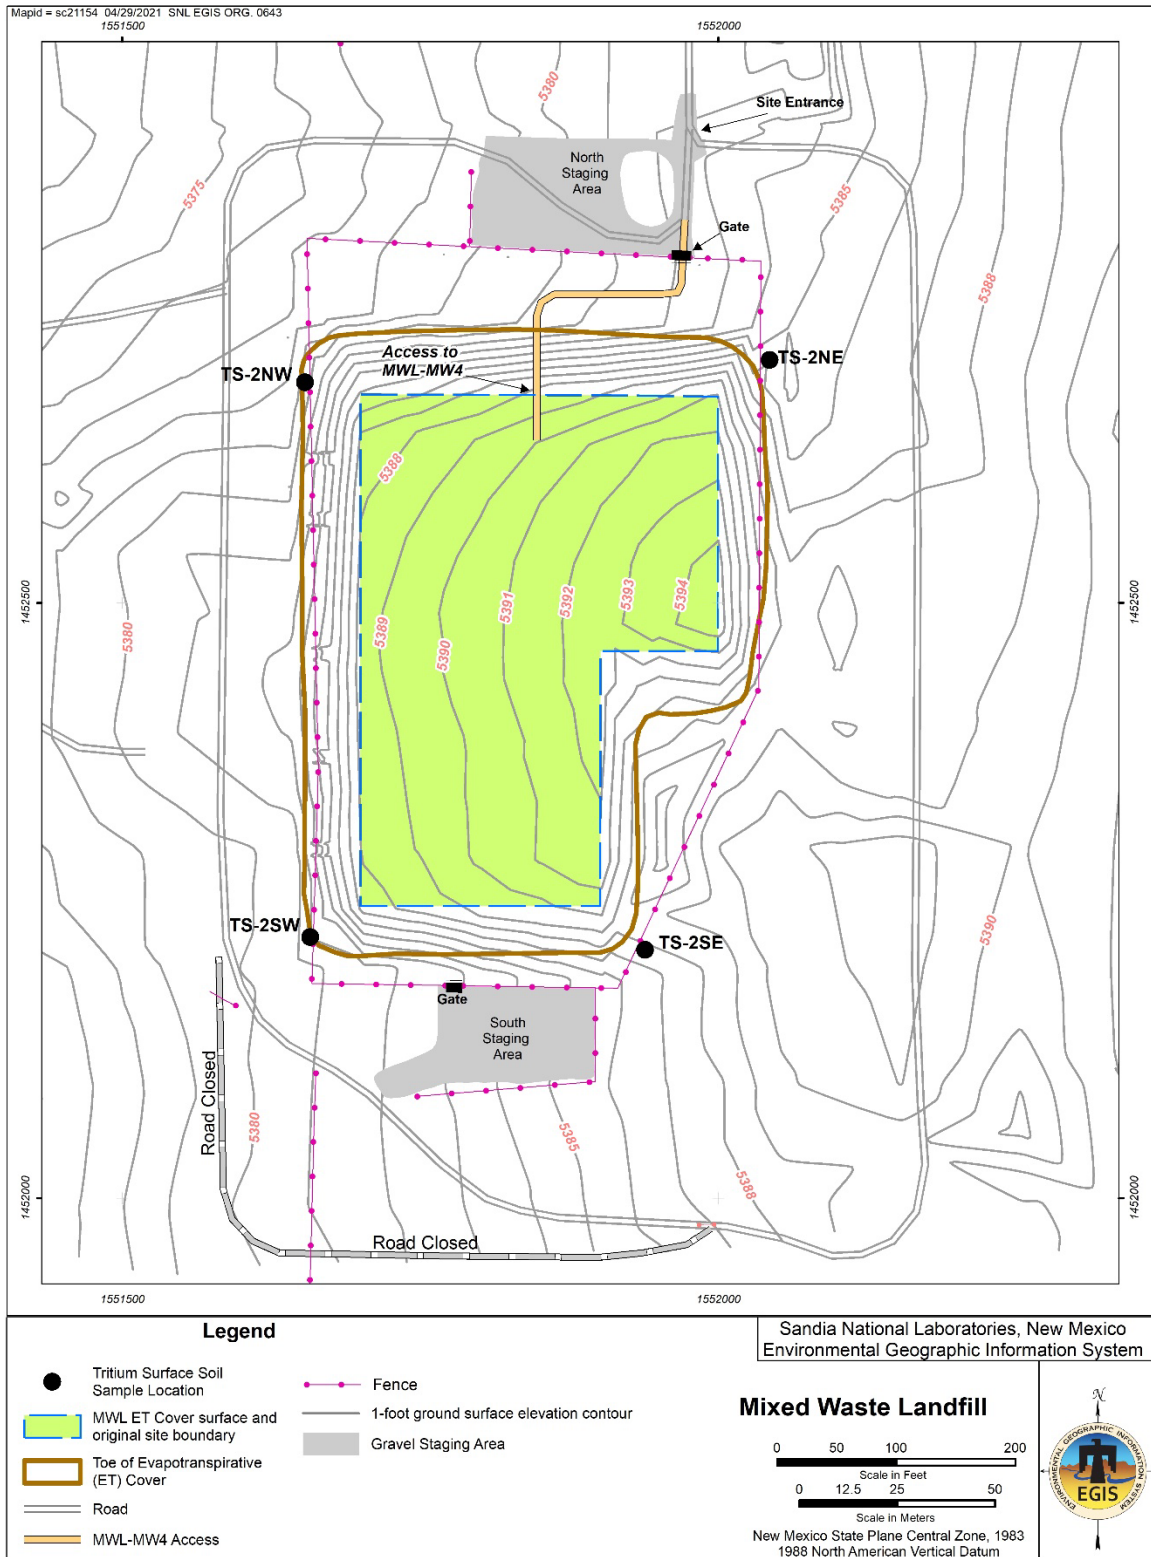 Mapid = sc21154 04/29/2021 SNL EGIS ORG. 0643
1551500
1552000
5380
Site Entrance
North
Staging
Area
5375
5385
Gate
5388
Access to
MWL-MW4
TS-2NE
TS-2NW
5388
1452500
1452500
5389
5390
5391
5392
5393
5394
5380
TS-2SW
TS-2SE
5390
Gate
South
Staging
Area
Road Closed
5380
5385
5388
1452000
1452000
Road Closed
1551500
1552000
Legend
Tritium Surface Soil
Sample Location
MWL ET Cover surface and
original site boundary
Toe of Evapotranspirative
(ET) Cover
Road
MWL-MW4 Access
Fence
1-foot ground surface elevation contour
Gravel Staging Area
Sandia National Laboratories, New Mexico
Environmental Geographic Information System
Mixed Waste Landfill
0 50 100 200
Scale in Feet
0 12.5 25 50
Scale in Meters
New Mexico State Plane Central Zone, 1983
1988 North American Vertical Datum
N
ENVIRONMENTAL GEOGRAPHIC INFORMATION SYSTEM
EGIS